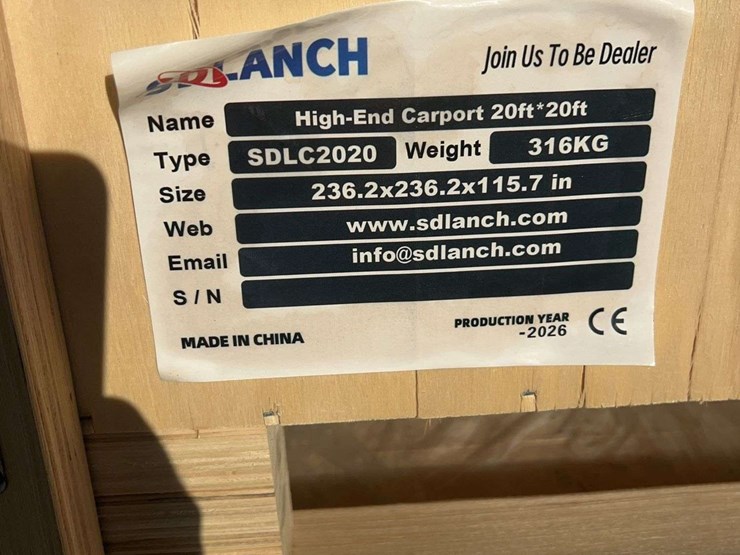 SDLANCH
Join Us To Be Dealer
Name High-End Carport 20ft*20ft
Type SDLC2020 Weight 316KG
Size 236.2x236.2x115.7 in
Web www.sdlanch.com
Email info@sdlanch.com
S / N
MADE IN CHINA
PRODUCTION YEAR
-2026
CE